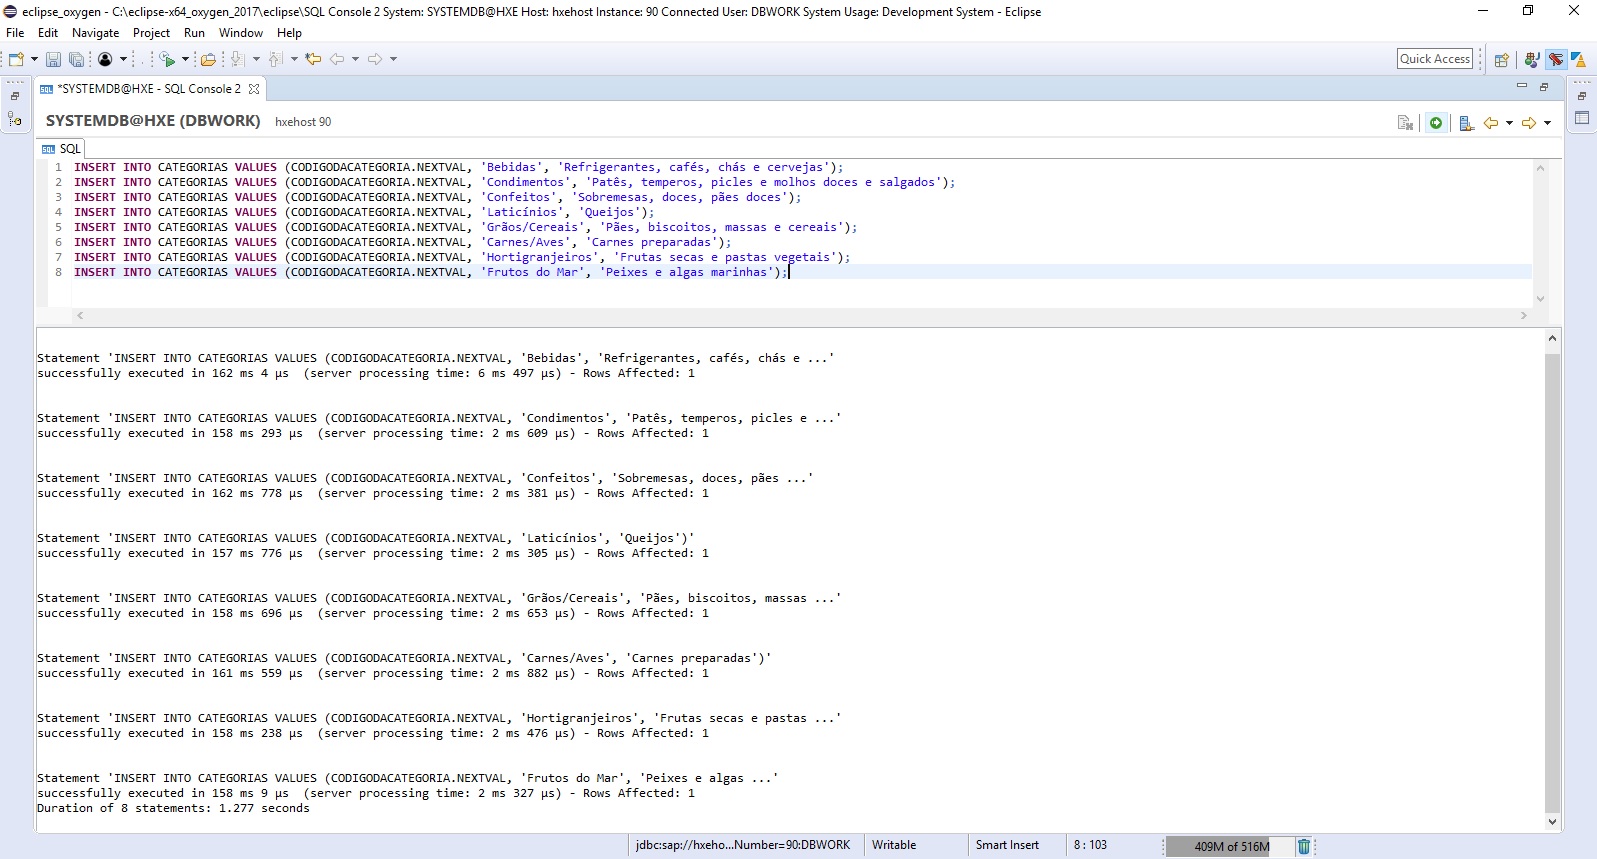 eclipse_oxygen - C:\eclipse-x64_oxygen_2017\eclipse\SQL Console 2 System: SYSTEMDB@HXE Host: hxehost Instance: 90 Connected User: DBWORK System Usage: Development System - Eclipse
File Edit Navigate Project Run Window Help
Quick Access
*SYSTEMDB@HXE - SQL Console 2
SYSTEMDB@HXE (DBWORK) hxehost 90
SQL SQL
1 INSERT INTO CATEGORIAS VALUES (CODIGODACATEGORIA.NEXTVAL, 'Bebidas', 'Refrigerantes, cafés, chás e cervejas');
2 INSERT INTO CATEGORIAS VALUES (CODIGODACATEGORIA.NEXTVAL, 'Condimentos', 'Patês, temperos, picles e molhos doces e salgados');
3 INSERT INTO CATEGORIAS VALUES (CODIGODACATEGORIA.NEXTVAL, 'Confeitos', 'Sobremesas, doces, pães doces');
4 INSERT INTO CATEGORIAS VALUES (CODIGODACATEGORIA.NEXTVAL, 'Laticínios', 'Queijos');
5 INSERT INTO CATEGORIAS VALUES (CODIGODACATEGORIA.NEXTVAL, 'Grãos/Cereais', 'Pães, biscoitos, massas e cereais');
6 INSERT INTO CATEGORIAS VALUES (CODIGODACATEGORIA.NEXTVAL, 'Carnes/Aves', 'Carnes preparadas');
7 INSERT INTO CATEGORIAS VALUES (CODIGODACATEGORIA.NEXTVAL, 'Hortigranjeiros', 'Frutas secas e pastas vegetais');
8 INSERT INTO CATEGORIAS VALUES (CODIGODACATEGORIA.NEXTVAL, 'Frutos do Mar', 'Peixes e algas marinhas');
Statement 'INSERT INTO CATEGORIAS VALUES (CODIGODACATEGORIA.NEXTVAL, 'Bebidas', 'Refrigerantes, cafés, chás e ...'
successfully executed in 162 ms 4 µs (server processing time: 6 ms 497 µs) - Rows Affected: 1
Statement 'INSERT INTO CATEGORIAS VALUES (CODIGODACATEGORIA.NEXTVAL, 'Condimentos', 'Patês, temperos, picles e ...'
successfully executed in 158 ms 293 µs (server processing time: 2 ms 609 µs) - Rows Affected: 1
Statement 'INSERT INTO CATEGORIAS VALUES (CODIGODACATEGORIA.NEXTVAL, 'Confeitos', 'Sobremesas, doces, pães ...'
successfully executed in 162 ms 778 µs (server processing time: 2 ms 381 µs) - Rows Affected: 1
Statement 'INSERT INTO CATEGORIAS VALUES (CODIGODACATEGORIA.NEXTVAL, 'Laticínios', 'Queijos')'
successfully executed in 157 ms 776 µs (server processing time: 2 ms 305 µs) - Rows Affected: 1
Statement 'INSERT INTO CATEGORIAS VALUES (CODIGODACATEGORIA.NEXTVAL, 'Grãos/Cereais', 'Pães, biscoitos, massas ...'
successfully executed in 158 ms 696 µs (server processing time: 2 ms 653 µs) - Rows Affected: 1
Statement 'INSERT INTO CATEGORIAS VALUES (CODIGODACATEGORIA.NEXTVAL, 'Carnes/Aves', 'Carnes preparadas')'
successfully executed in 161 ms 559 µs (server processing time: 2 ms 882 µs) - Rows Affected: 1
Statement 'INSERT INTO CATEGORIAS VALUES (CODIGODACATEGORIA.NEXTVAL, 'Hortigranjeiros', 'Frutas secas e pastas ...'
successfully executed in 158 ms 238 µs (server processing time: 2 ms 476 µs) - Rows Affected: 1
Statement 'INSERT INTO CATEGORIAS VALUES (CODIGODACATEGORIA.NEXTVAL, 'Frutos do Mar', 'Peixes e algas ...'
successfully executed in 158 ms 9 µs (server processing time: 2 ms 327 µs) - Rows Affected: 1
Duration of 8 statements: 1.277 seconds
jdbc:sap://hxeho...Number=90:DBWORK Writable Smart Insert 8 : 103 409M of 516M